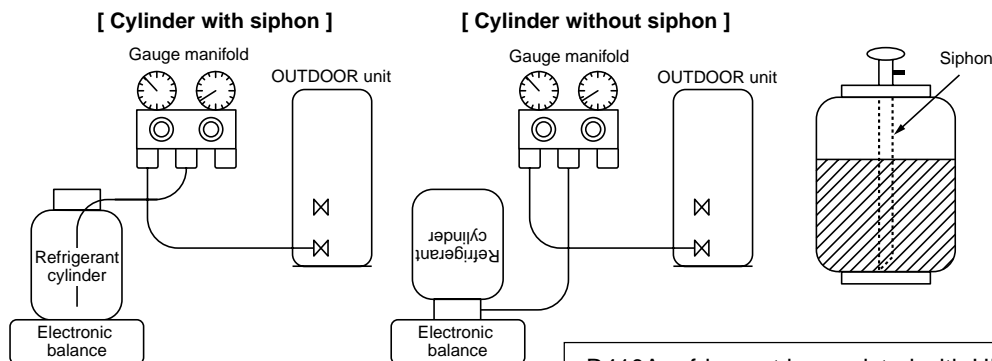 [ Cylinder with siphon ]
Gauge manifold
OUTDOOR unit
Refrigerant
cylinder
Electronic
balance
[ Cylinder without siphon ]
Gauge manifold
OUTDOOR unit
Refrigerant
cylinder
Electronic
balance
Siphon